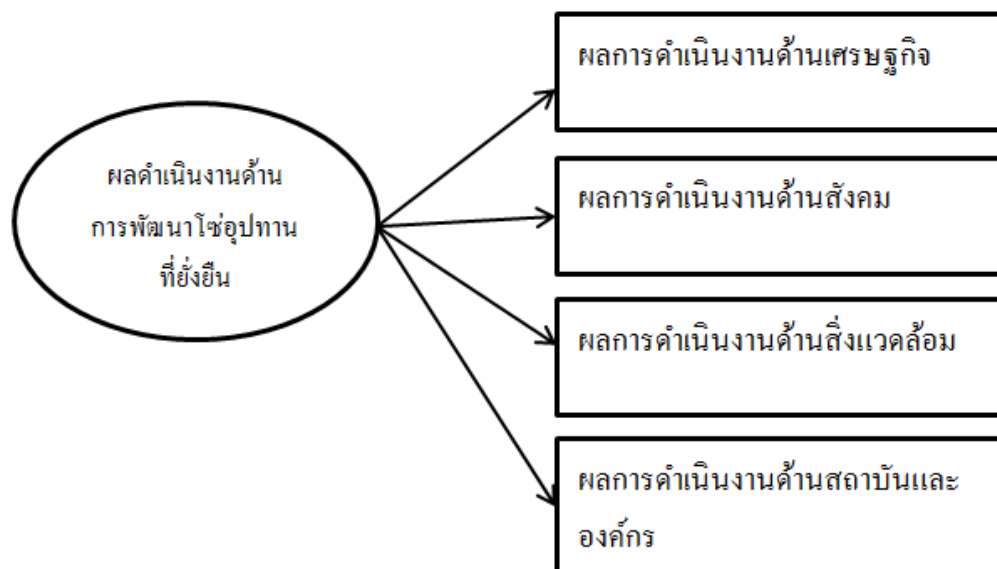 ผลดำเนินงานด้าน
การพัฒนาโซ่อุปทาน
ที่ยั่งยืน
ผลการดำเนินงานด้านเศรษฐกิจ
ผลการดำเนินงานด้านสังคม
ผลการดำเนินงานด้านสิ่งแวดล้อม
ผลการดำเนินงานด้านสถาบันและ
องค์กร